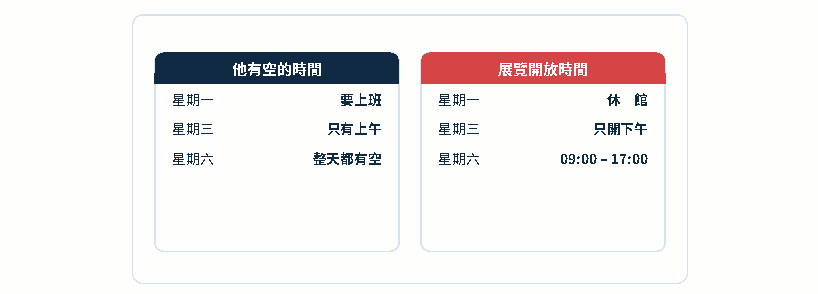 他有空的時間
星期一 要上班
星期三 只有上午
星期六 整天都有空
展覽開放時間
星期一 休 館
星期三 只開下午
星期六 09:00 – 17:00